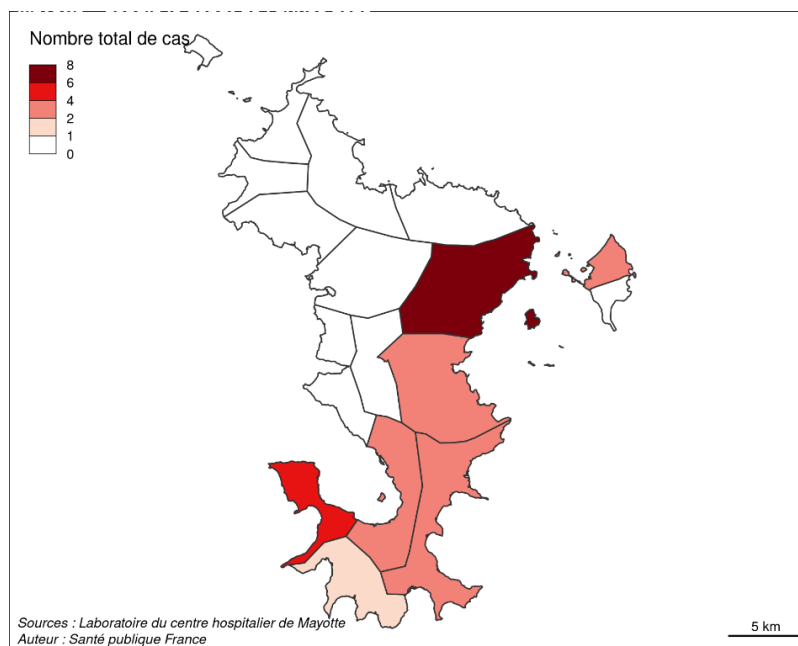 Nombre total de cas
8
6
4
2
1
0
Sources : Laboratoire du centre hospitalier de Mayotte
Auteur : Santé publique France
5 km